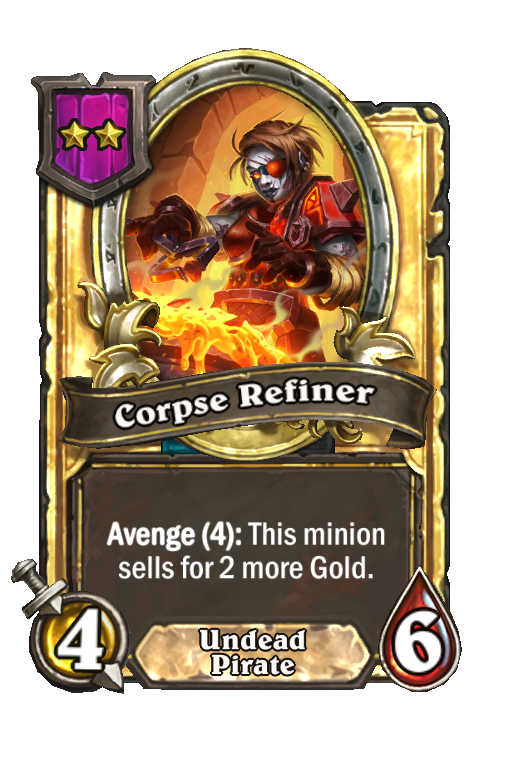 Corpse Refiner
Avenge (4): This minion
sells for 2 more Gold.
4
Undead
Pirate
6